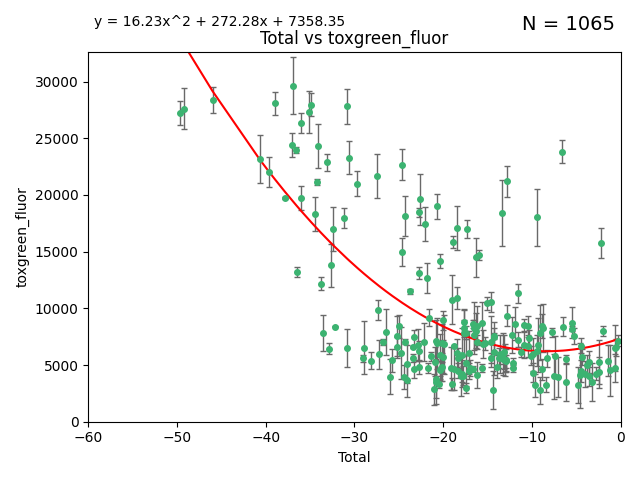 y = 16.23x^2 + 272.28x + 7358.35
N = 1065
Total vs toxgreen_fluor
30000
25000
20000
15000
10000
5000
0
toxgreen_fluor
−60
−50
−40
−30
−20
−10
0
Total